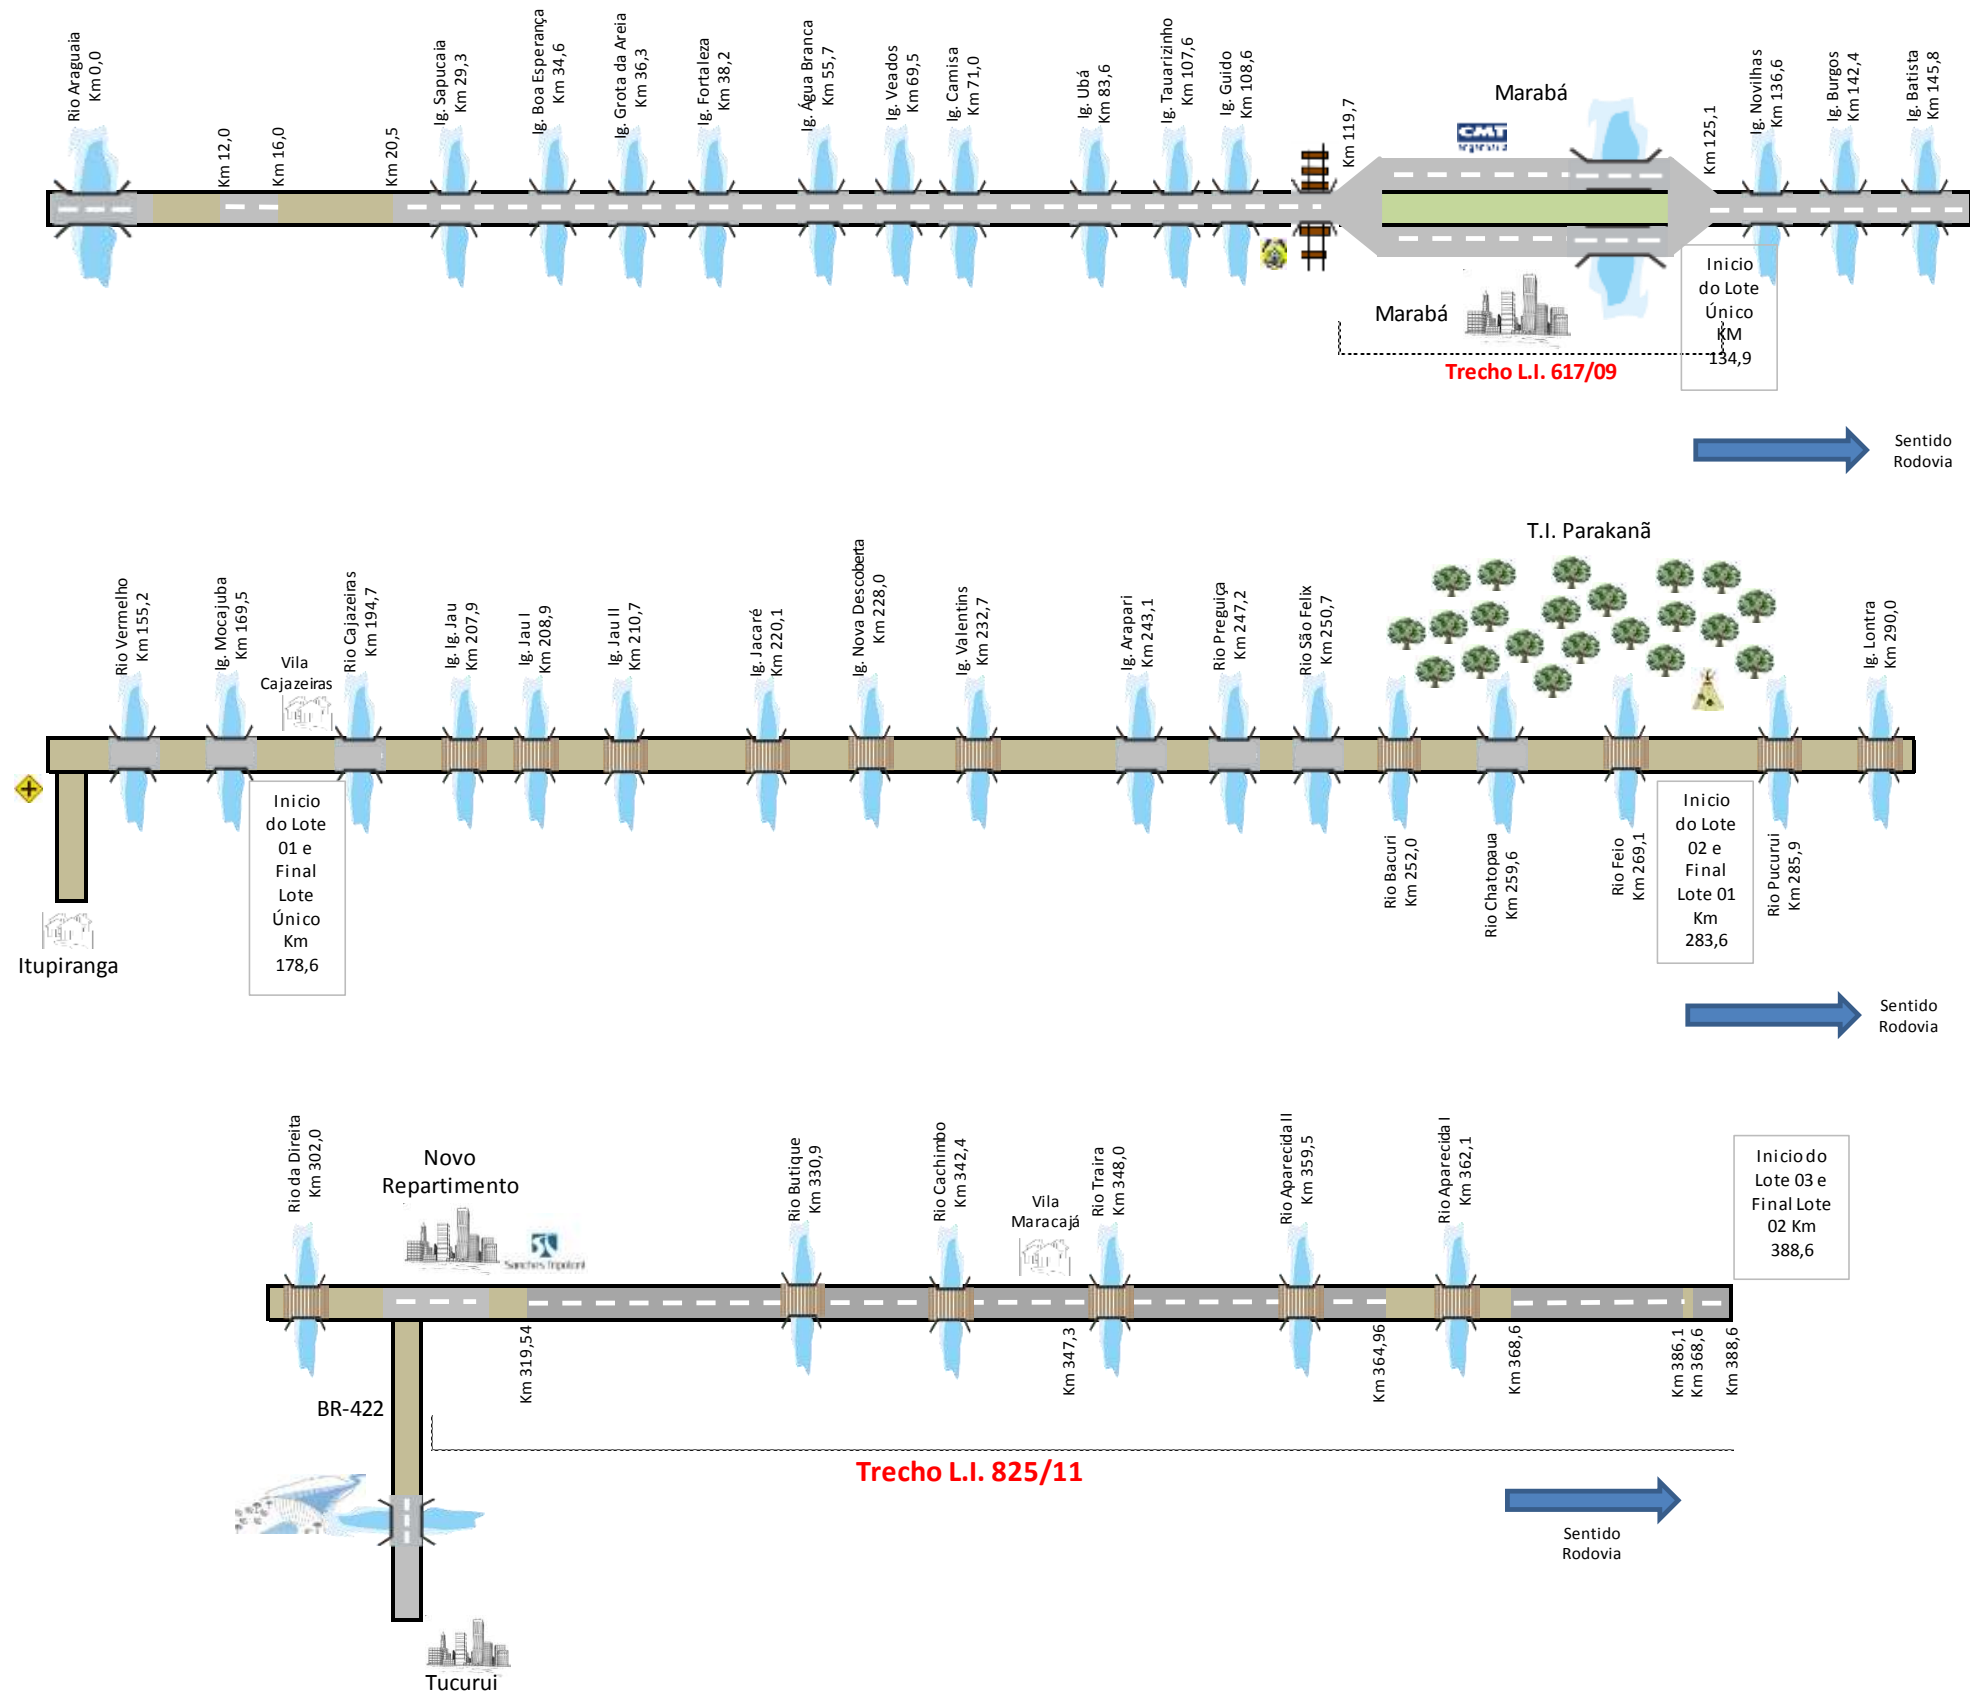 Rio Araguaia
Km 0,0
Km 12,0
Km 16,0
Km 20,5
Ig. Sapucaia
Km 29,3
Ig. Boa Esperança
Km 34,6
Ig. Grota da Areia
Km 36,3
Ig. Fortaleza
Km 38,2
Ig. Água Branca
Km 55,7
Ig. Veados
Km 69,5
Ig. Camisa
Km 71,0
Ig. Ubá
Km 83,6
Ig. Tauarizinho
Km 107,6
Ig. Guido
Km 108,6
Km 119,7
Marabá
CMT
Km 125,1
Ig. Novilhas
Km 136,6
Ig. Burgos
Km 142,4
Ig. Batista
Km 145,8
Marabá
Trecho L.I. 617/09
Inicio
do Lote
Único
KM
134,9
Sentido
Rodovia
T.I. Parakanã
Rio Vermelho
Km 155,2
Ig. Mocajuba
Km 169,5
Vila
Cajazeiras
Rio Cajazeiras
Km 194,7
Ig. Ig. Jau
Km 207,9
Ig. Jau I
Km 208,9
Ig. Jau II
Km 210,7
Ig. Jacaré
Km 220,1
Ig. Nova Descoberta
Km 228,0
Ig. Valentins
Km 232,7
Ig. Arapari
Km 243,1
Rio Preguiça
Km 247,2
Rio São Felix
Km 250,7
Ig. Lontra
Km 290,0
Itupiranga
Inicio
do Lote
01 e
Final
Lote
Único
Km
178,6
Rio Bacuri
Km 252,0
Rio Chatopaua
Km 259,6
Rio Feio
Km 269,1
Inicio
do Lote
02 e
Final
Lote 01
Km
283,6
Rio Pucurui
Km 285,9
Sentido
Rodovia
Rio da Direita
Km 302,0
Novo
Repartimento
Sanches Tripoloni
Rio Butique
Km 330,9
Rio Cachimbo
Km 342,4
Vila
Maracajá
Rio Traira
Km 348,0
Rio Aparecida II
Km 359,5
Rio Aparecida I
Km 362,1
Inicio do
Lote 03 e
Final Lote
02 Km
388,6
Km 319,54
Km 347,3
Km 364,96
Km 368,6
Km 386,1
Km 368,6
Km 388,6
BR-422
Trecho L.I. 825/11
Sentido
Rodovia
Tucurui